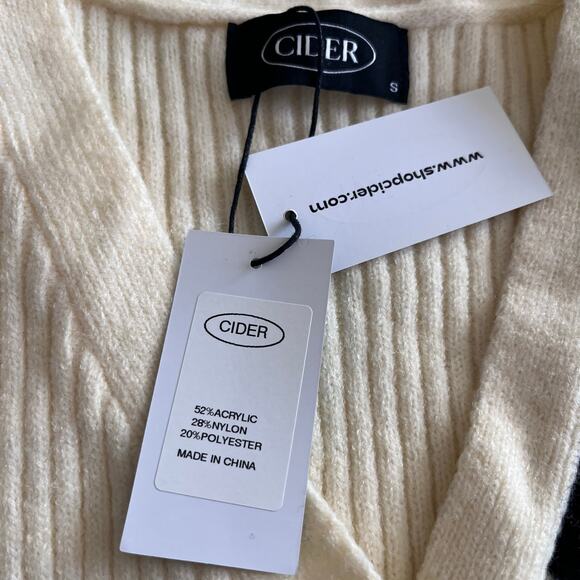 CIDER
S
www.shopcider.com
CIDER
52%ACRYLIC
28%NYLON
20%POLYESTER
MADE IN CHINA